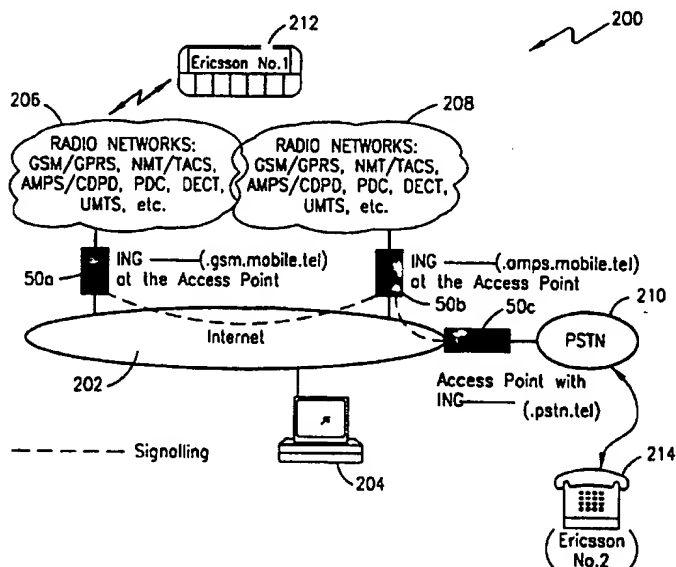 200
212
Ericsson No.1
206
208
RADIO NETWORKS:
GSM/GPRS, NMT/TACS,
AMPS/CDPD, PDC, DECT,
UMTS, etc.
RADIO NETWORKS:
GSM/GPRS, NMT/TACS,
AMPS/CDPD, PDC, DECT,
UMTS, etc.
50a
ING (.gsm.mobile.tel)
at the Access Point
ING (.amps.mobile.tel)
at the Access Point
50b
50c
210
PSTN
Internet
202
Access Point with
ING (.pstn.tel)
Signalling
204
214
Ericsson
No.2